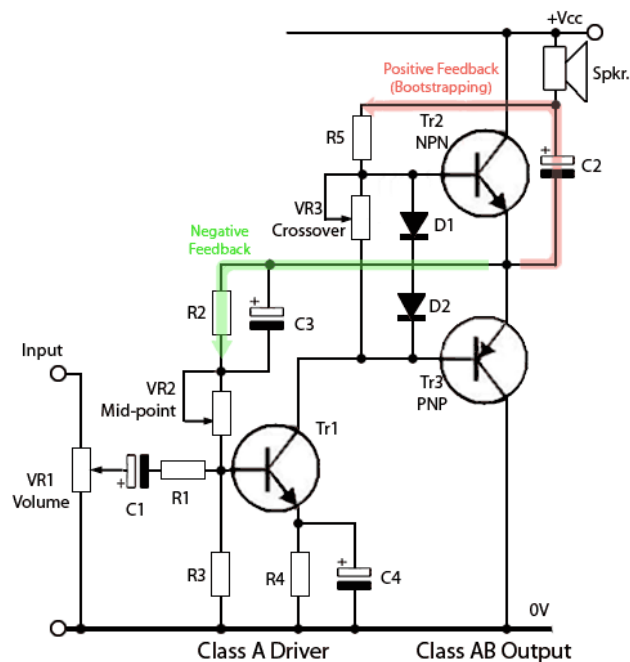 +Vcc
Spkr.
Positive Feedback
(Bootstrapping)
Tr2
NPN
R5
+
C2
VR3
Crossover
D1
Negative
Feedback
R2
+
C3
D2
Input
VR2
Mid-point
Tr3
PNP
Tr1
VR1
Volume
+
C1
R1
R3
R4
+
C4
0V
Class A Driver
Class AB Output